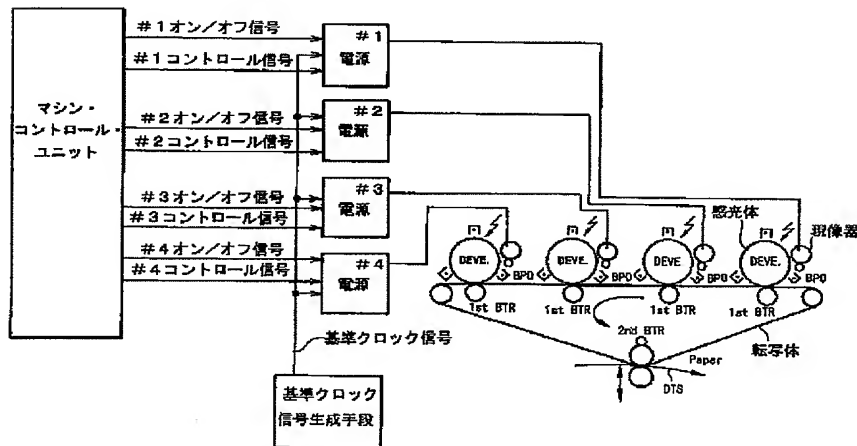 #1オン/オフ信号
#1コントロール信号
#1
電源
マシン・
コントロール・
ユニット
#2オン/オフ信号
#2コントロール信号
#2
電源
#3オン/オフ信号
#3コントロール信号
#3
電源
#4オン/オフ信号
#4コントロール信号
#4
電源
感光体
現像器
DEVE.
DEVE.
DEVE
DEVE.
BPO
BPO
BPO
BPO
1st BTR
1st BTR
1st BTR
1st BTR
2nd BTR
転写体
Paper
DTS
基準クロック信号
基準クロック
信号生成手段